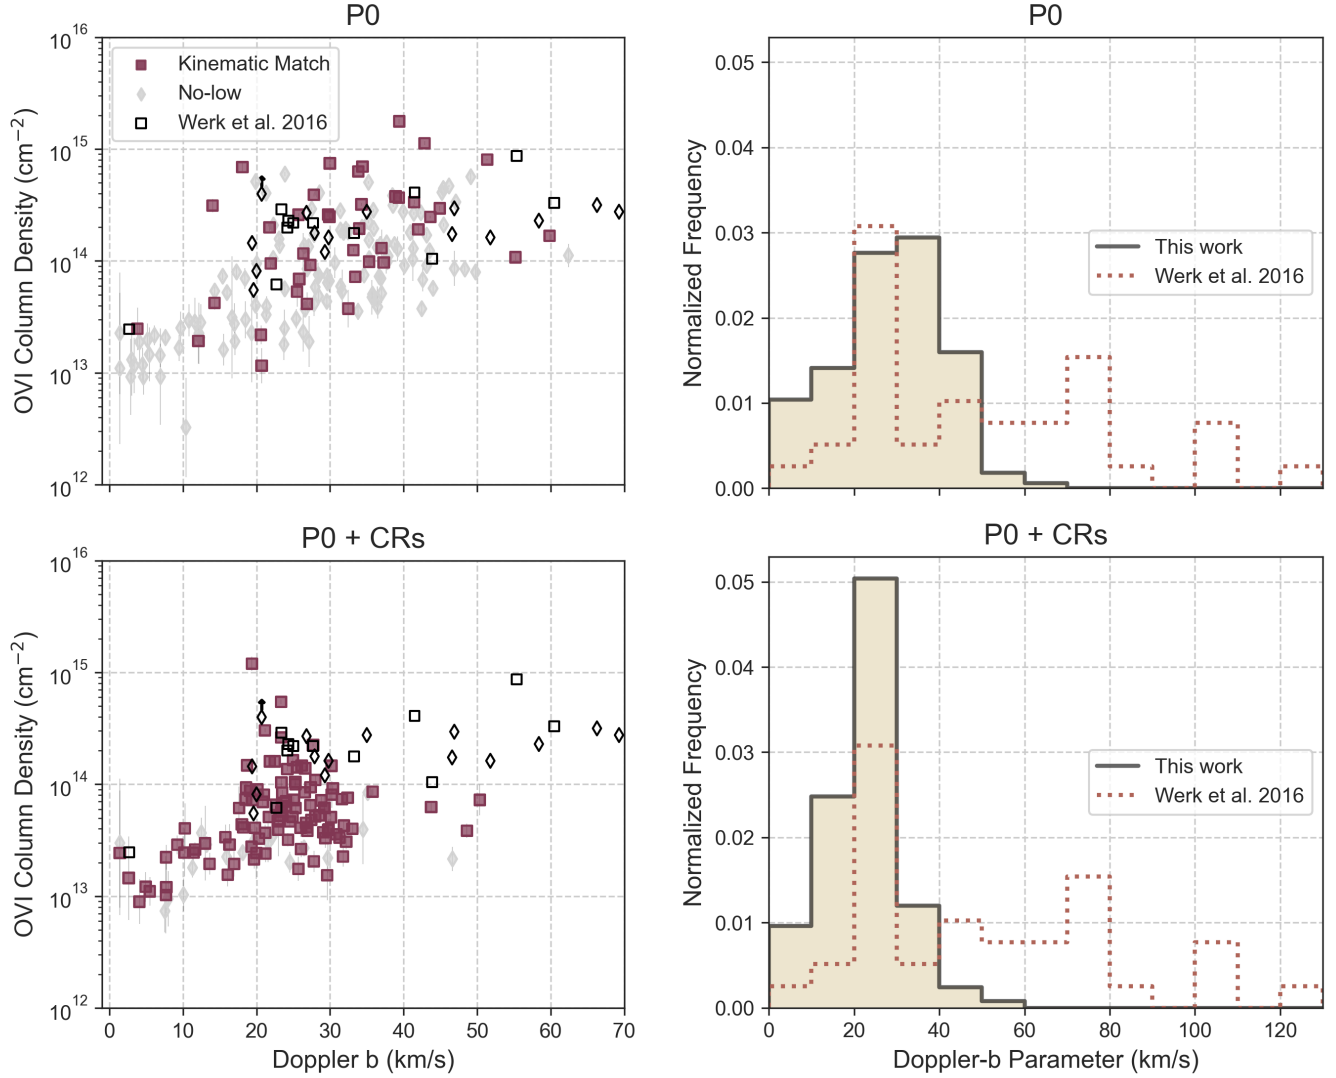 P0
10^16
10^15
10^14
10^13
10^12
OVI Column Density (cm^−2)
Kinematic Match
No-low
Werk et al. 2016
P0
0.05
0.04
0.03
0.02
0.01
0.00
Normalized Frequency
This work
Werk et al. 2016
P0 + CRs
10^16
10^15
10^14
10^13
10^12
OVI Column Density (cm^−2)
0 10 20 30 40 50 60 70
Doppler b (km/s)
P0 + CRs
0.05
0.04
0.03
0.02
0.01
0.00
Normalized Frequency
This work
Werk et al. 2016
0 20 40 60 80 100 120
Doppler-b Parameter (km/s)